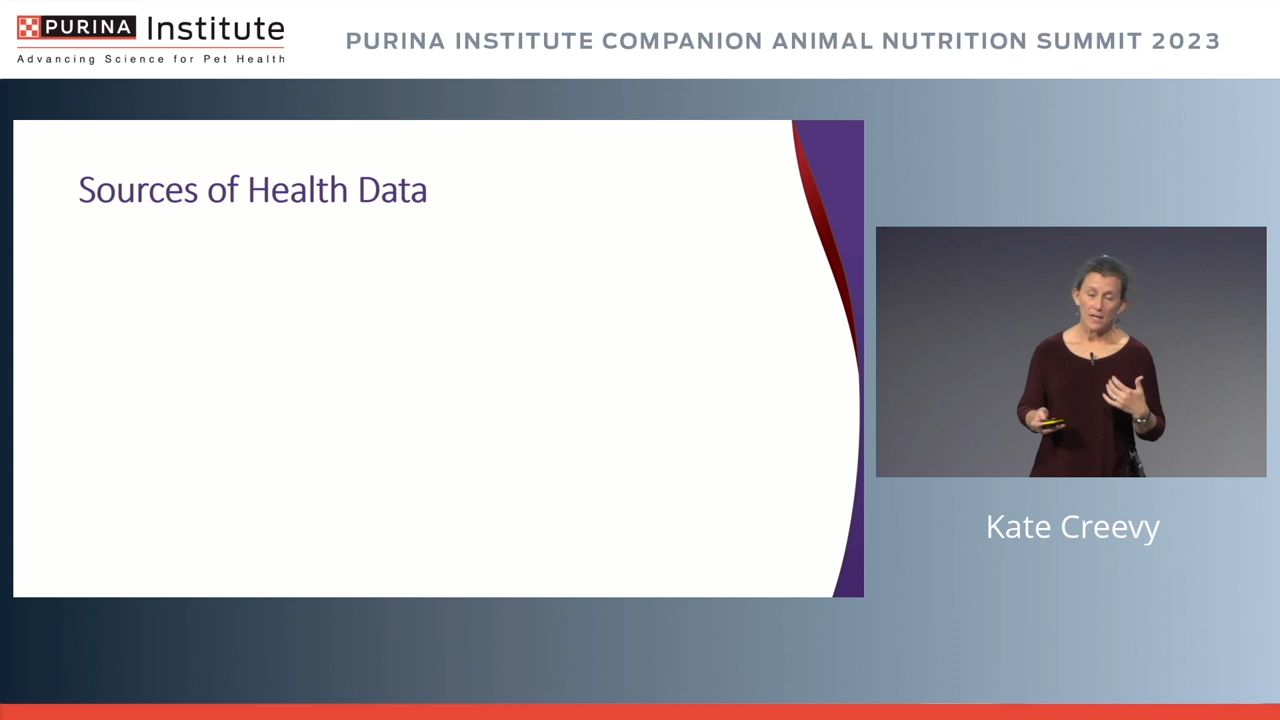 PURINA Institute
Advancing Science for Pet Health
PURINA INSTITUTE COMPANION ANIMAL NUTRITION SUMMIT 2023
Sources of Health Data
Kate Creevy